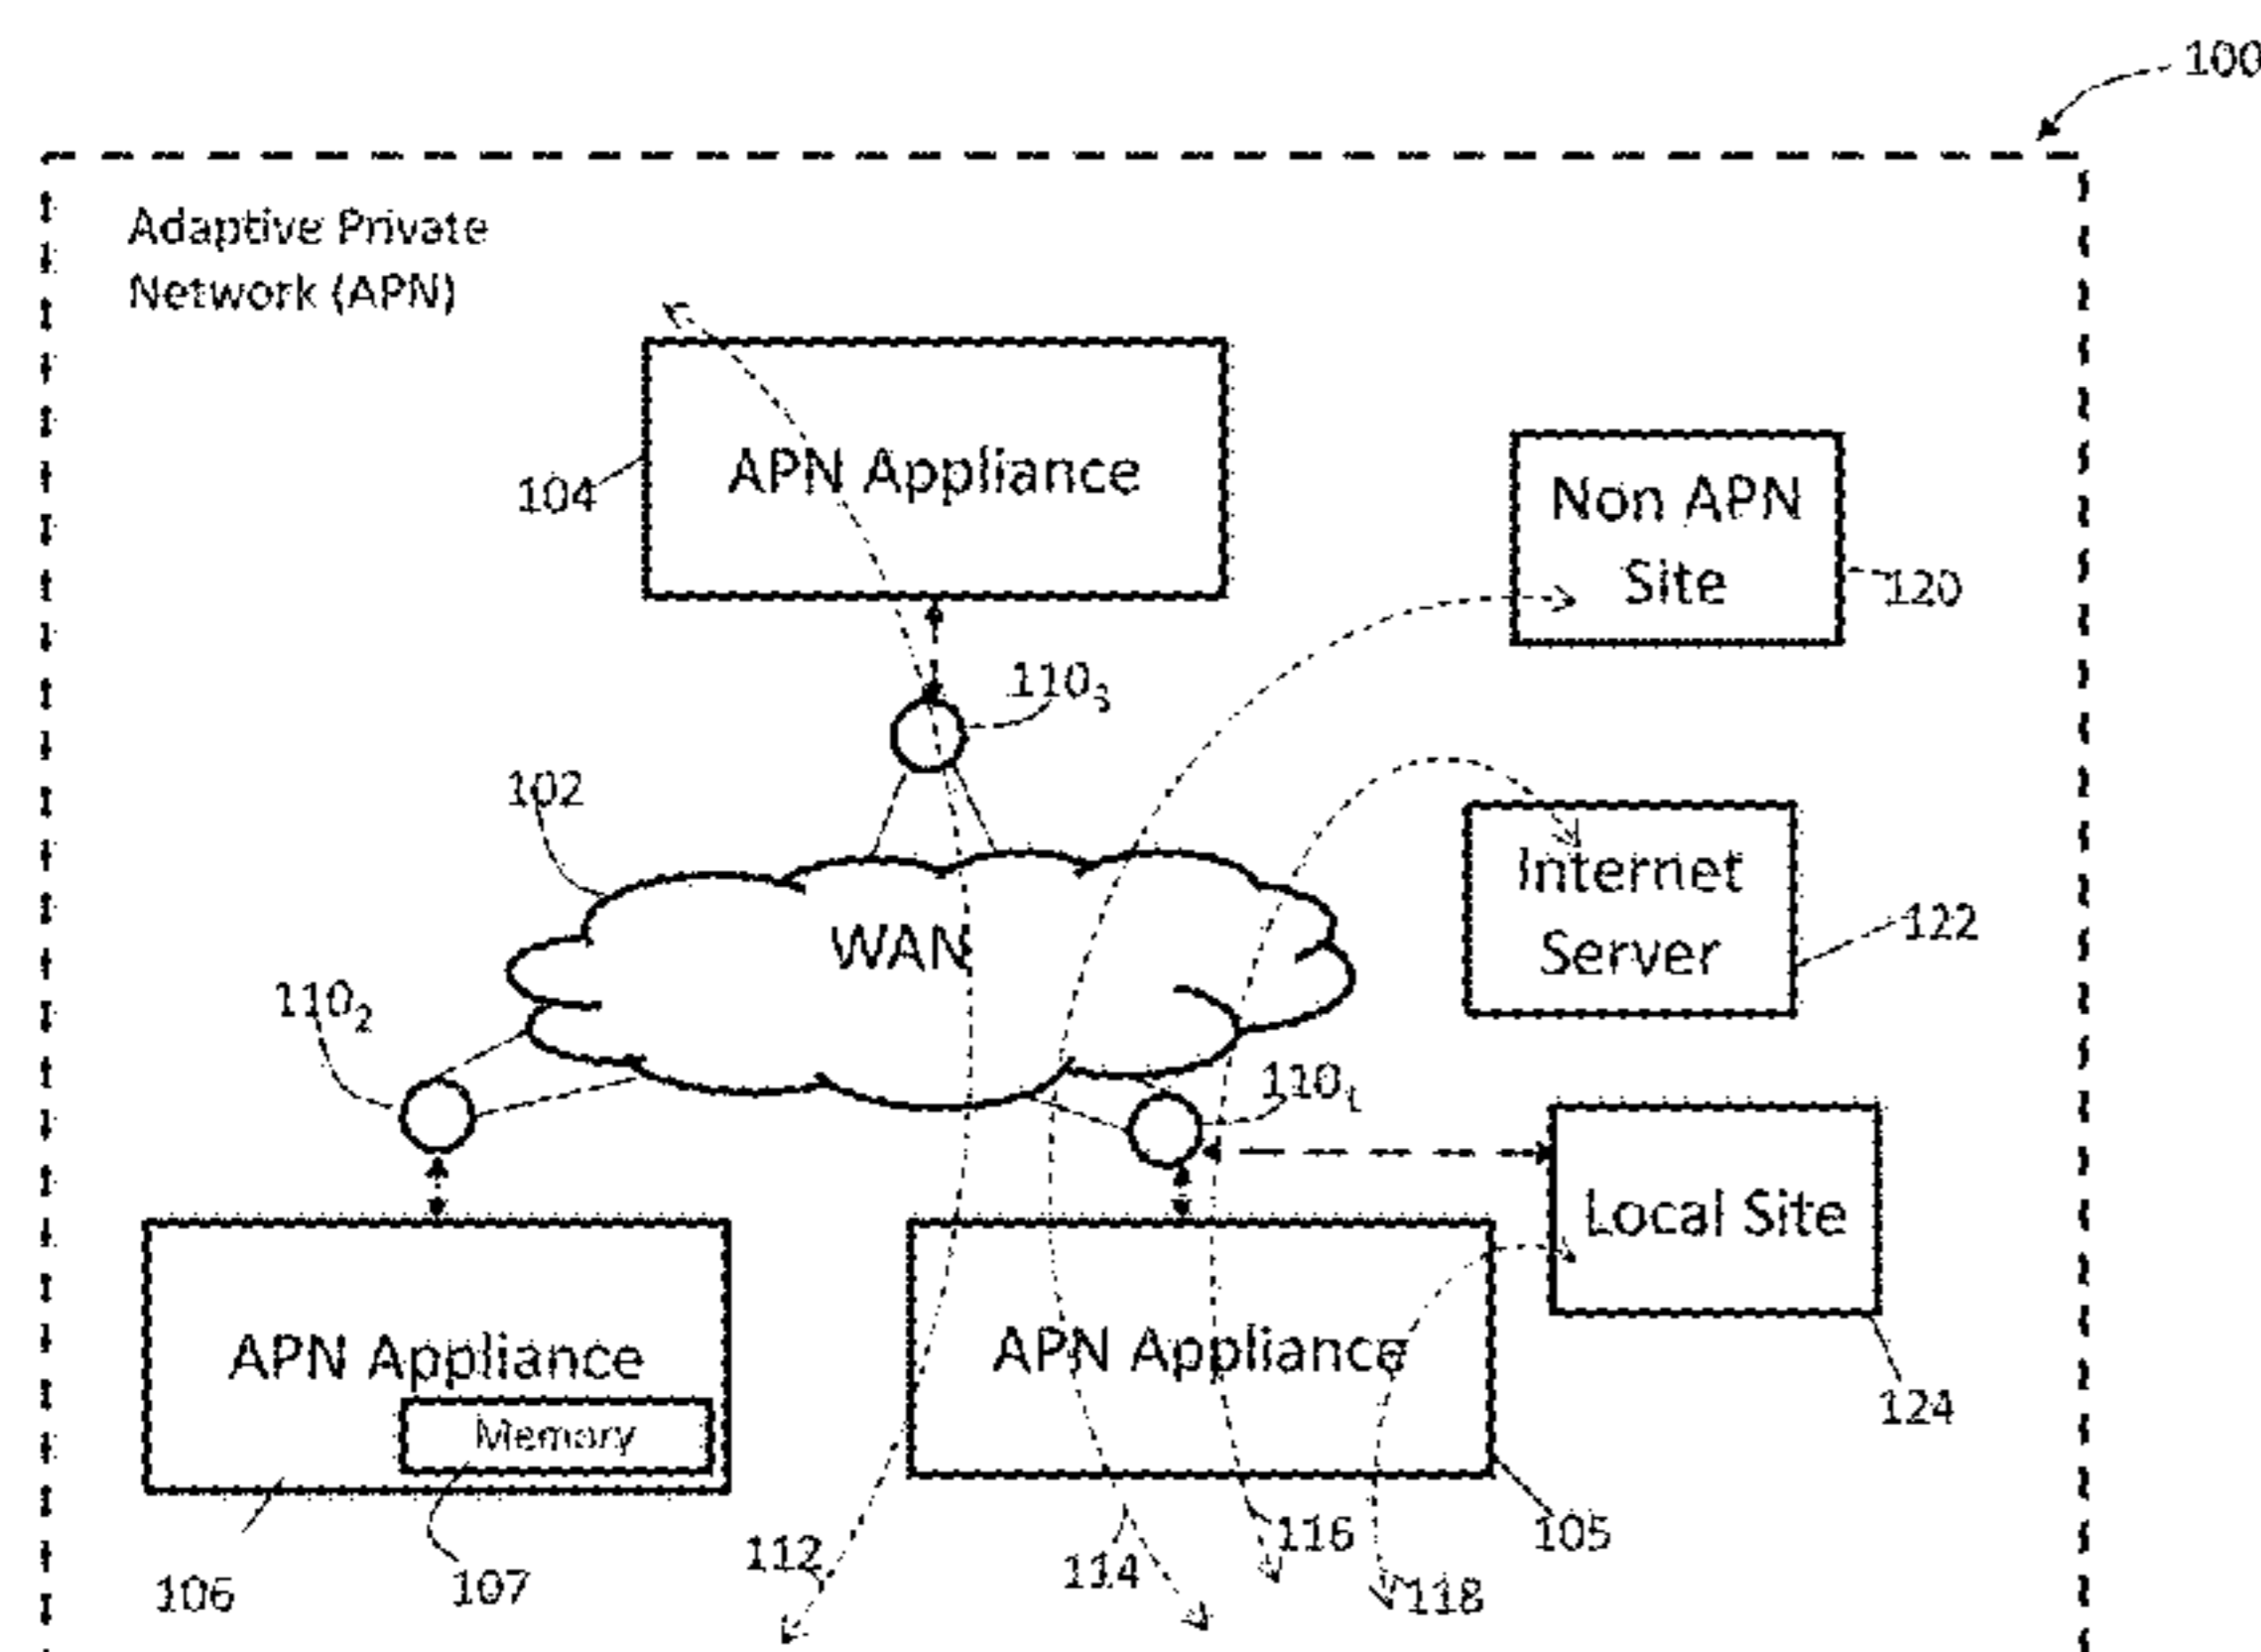 100
Adaptive Private
Network (APN)
APN Appliance
104
Non APN
Site
120
110₃
102
WAN
Internet
Server
122
110₂
110₁
Local Site
124
APN Appliance
Memory
APN Appliance
106
107
112
114
116
118
105